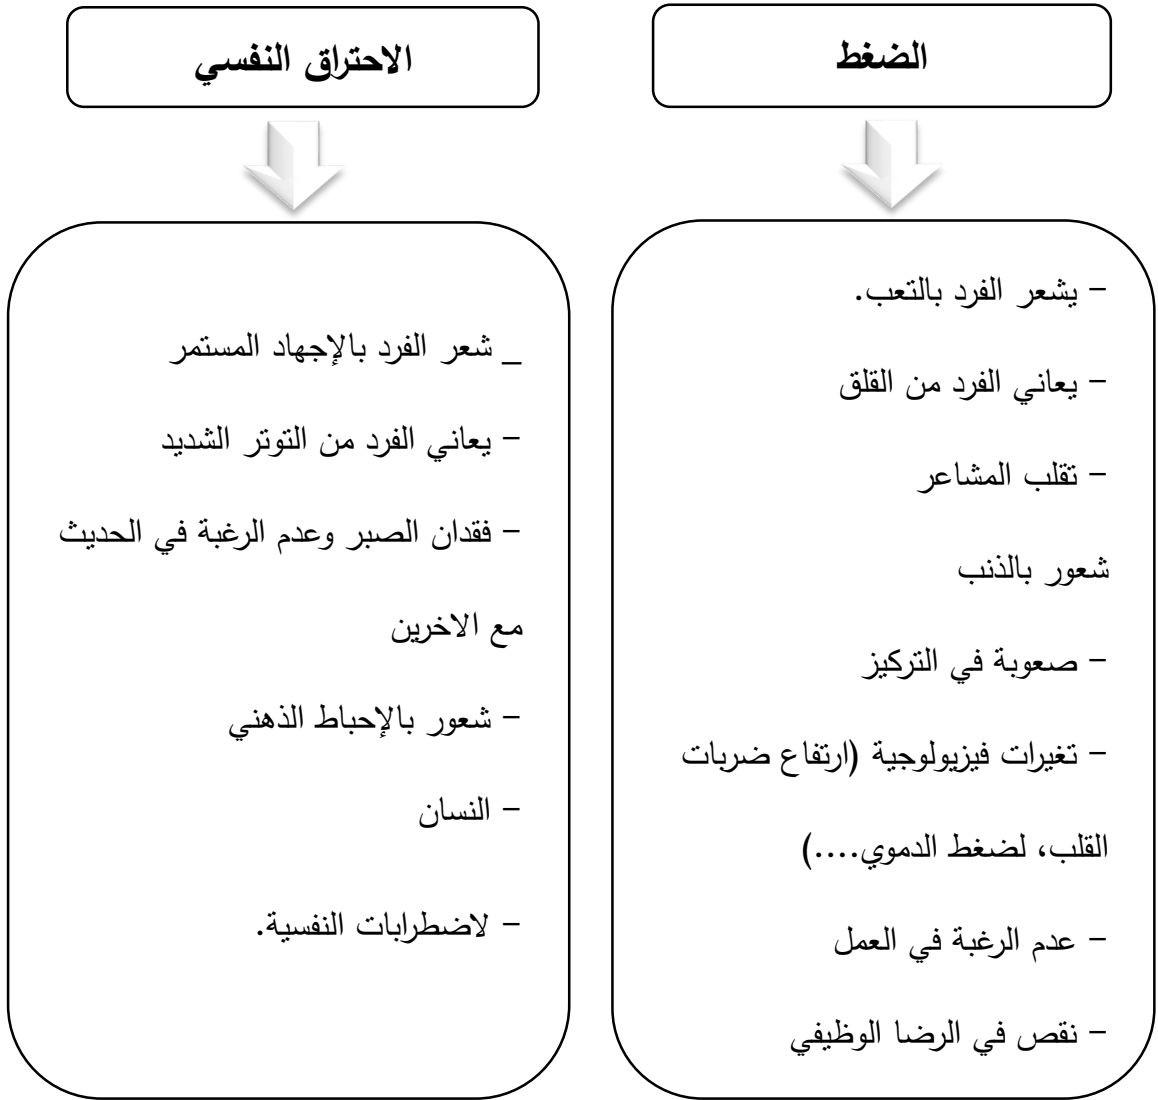 الضغط
- يشعر الفرد بالتعب.
- يعاني الفرد من القلق
- تقلب المشاعر
شعور بالذنب
- صعوبة في التركيز
- تغيرات فيزيولوجية (ارتفاع ضربات
القلب، لضغط الدموي....)
- عدم الرغبة في العمل
- نقص في الرضا الوظيفي
الاحتراق النفسي
_ شعر الفرد بالإجهاد المستمر
- يعاني الفرد من التوتر الشديد
- فقدان الصبر وعدم الرغبة في الحديث
مع الاخرين
- شعور بالإحباط الذهني
- النسان
- لاضطرابات النفسية.